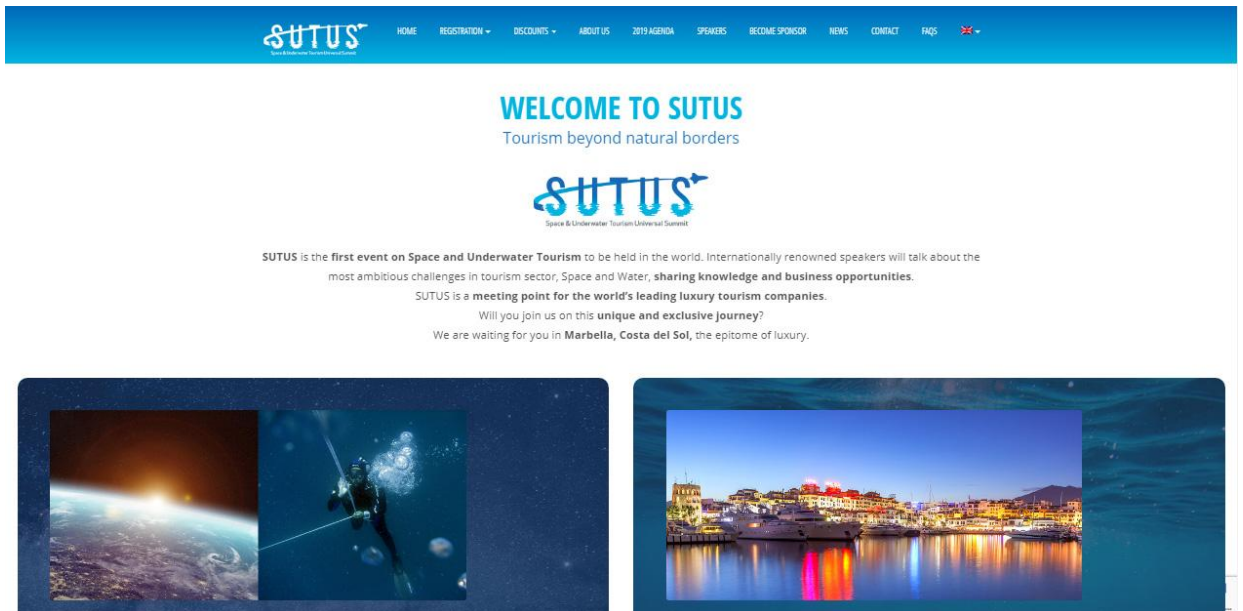 SUTUS
Space & Underwater Tourism Universal Summit
HOME
REGISTRATION
DISCOUNTS
ABOUT US
2019 AGENDA
SPEAKERS
BECOME SPONSOR
NEWS
CONTACT
FAQS
WELCOME TO SUTUS
Tourism beyond natural borders
SUTUS
Space & Underwater Tourism Universal Summit
SUTUS is the first event on Space and Underwater Tourism to be held in the world. Internationally renowned speakers will talk about the
most ambitious challenges in tourism sector, Space and Water, sharing knowledge and business opportunities.
SUTUS is a meeting point for the world's leading luxury tourism companies.
Will you join us on this unique and exclusive journey?
We are waiting for you in Marbella, Costa del Sol, the epitome of luxury.